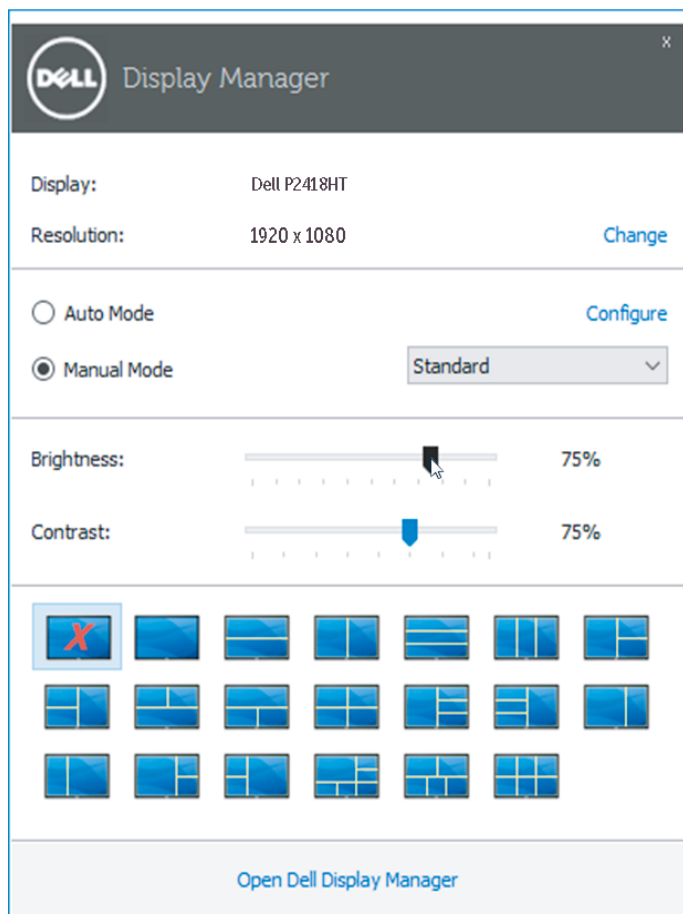 x
DELL Display Manager
Display: Dell P2418HT
Resolution: 1920 x 1080 Change
Auto Mode Configure
Manual Mode Standard
Brightness: 75%
Contrast: 75%
X
Open Dell Display Manager